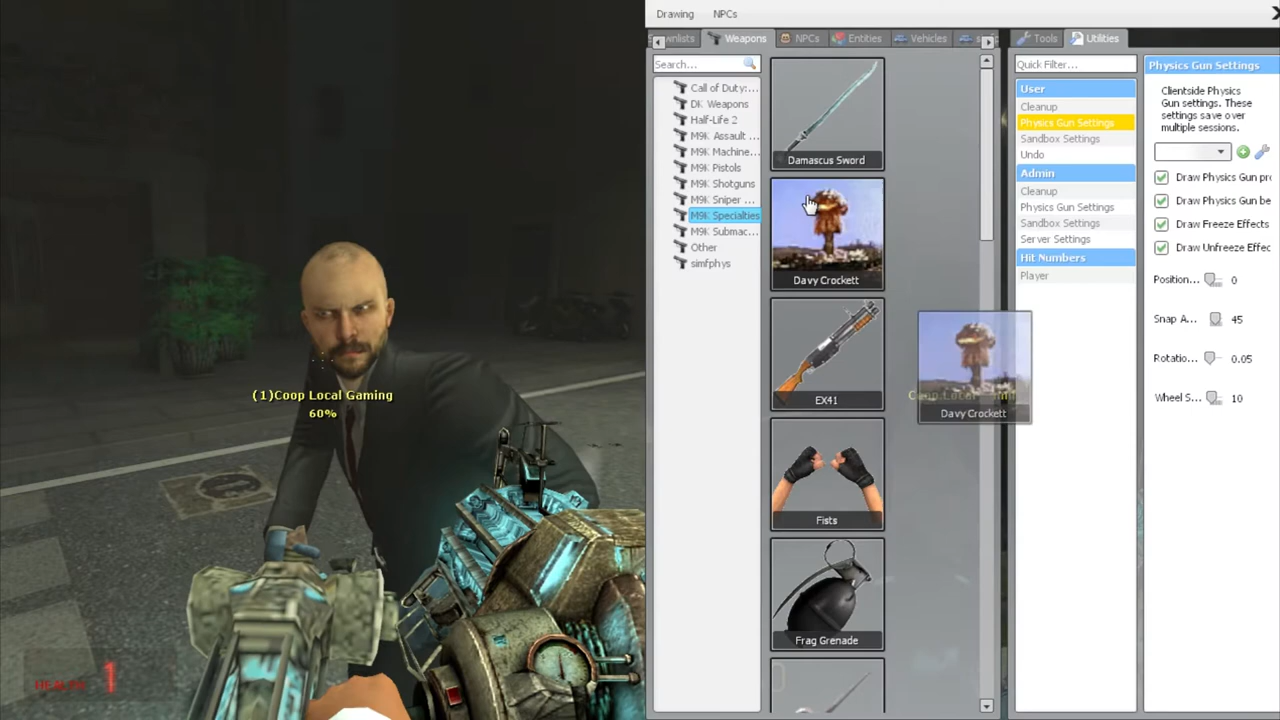 Drawing NPCs
Weapons NPCs Entities Vehicles
Search...
Call of Duty:...
DK Weapons
Half-Life 2
M9K Assault ...
M9K Machine...
M9K Pistols
M9K Shotguns
M9K Sniper ...
M9K Specialties
M9K Submac...
Other
simfphys
Damascus Sword
Davy Crockett
EX41
Fists
Frag Grenade
Davy Crockett
Tools Utilities
Quick Filter...
User
Cleanup
Physics Gun Settings
Sandbox Settings
Undo
Admin
Cleanup
Physics Gun Settings
Sandbox Settings
Server Settings
Hit Numbers
Player
Physics Gun Settings
Clientside Physics
Gun settings. These
settings save over
multiple sessions.
Draw Physics Gun pro
Draw Physics Gun be
Draw Freeze Effects
Draw Unfreeze Effec
Position... 0
Snap A... 45
Rotatio... 0.05
Wheel S... 10
(1)Coop Local Gaming
60%
HEALTH 1